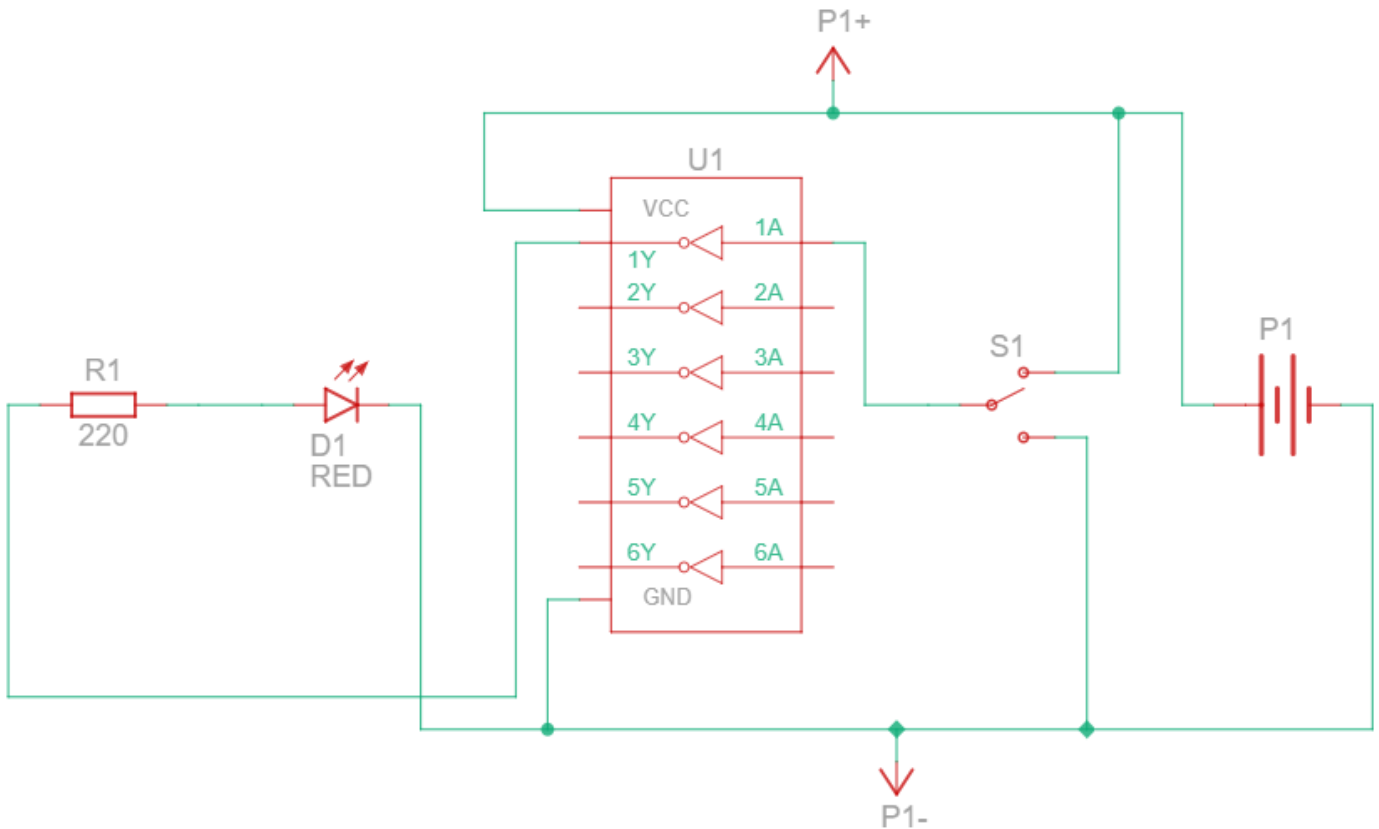 P1+
U1
VCC
1A
1Y
2Y 2A
3Y 3A
4Y 4A
5Y 5A
6Y 6A
GND
S1
P1
R1
220
D1
RED
P1-